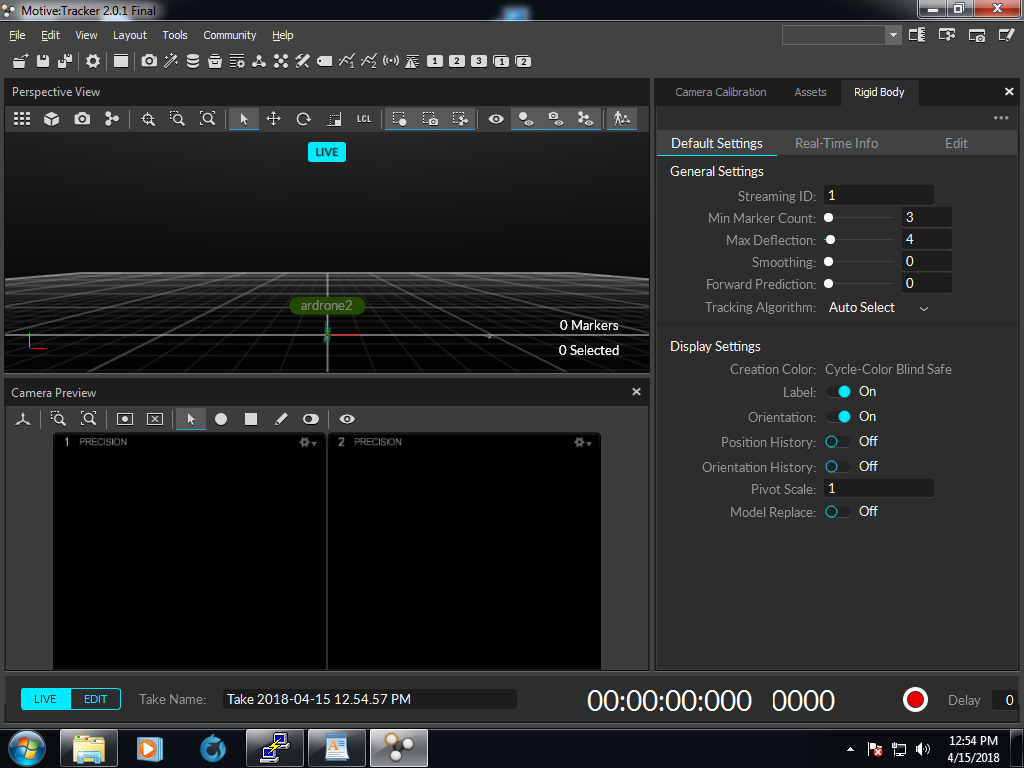 Motive:Tracker 2.0.1 Final
File Edit View Layout Tools Community Help
1 2 3 1 2
Perspective View
LCL
LIVE
ardrone2
0 Markers
0 Selected
Camera Preview
1 PRECISION
2 PRECISION
Camera Calibration Assets Rigid Body
Default Settings Real-Time Info Edit
General Settings
Streaming ID: 1
Min Marker Count: 3
Max Deflection: 4
Smoothing: 0
Forward Prediction: 0
Tracking Algorithm: Auto Select
Display Settings
Creation Color: Cycle-Color Blind Safe
Label: On
Orientation: On
Position History: Off
Orientation History: Off
Pivot Scale: 1
Model Replace: Off
LIVE EDIT Take Name: Take 2018-04-15 12.54.57 PM 00:00:00:000 0000 Delay 0
12:54 PM
4/15/2018